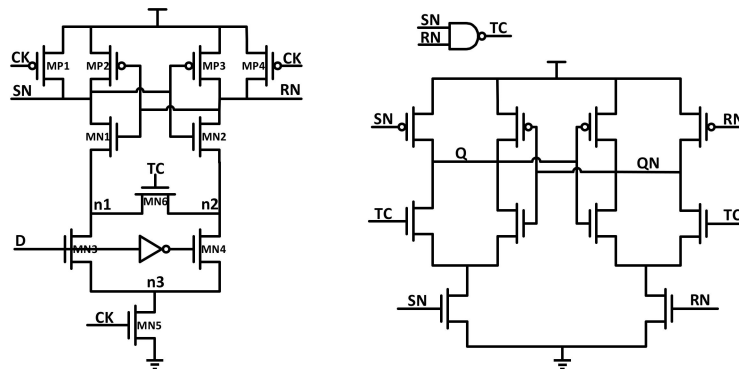 SN
RN
TC
CK
MP1
MP2
MP3
MP4
CK
SN
RN
MN1
MN2
TC
n1
MN6
n2
D
MN3
MN4
n3
CK
MN5
SN
RN
Q
QN
TC
TC
SN
RN